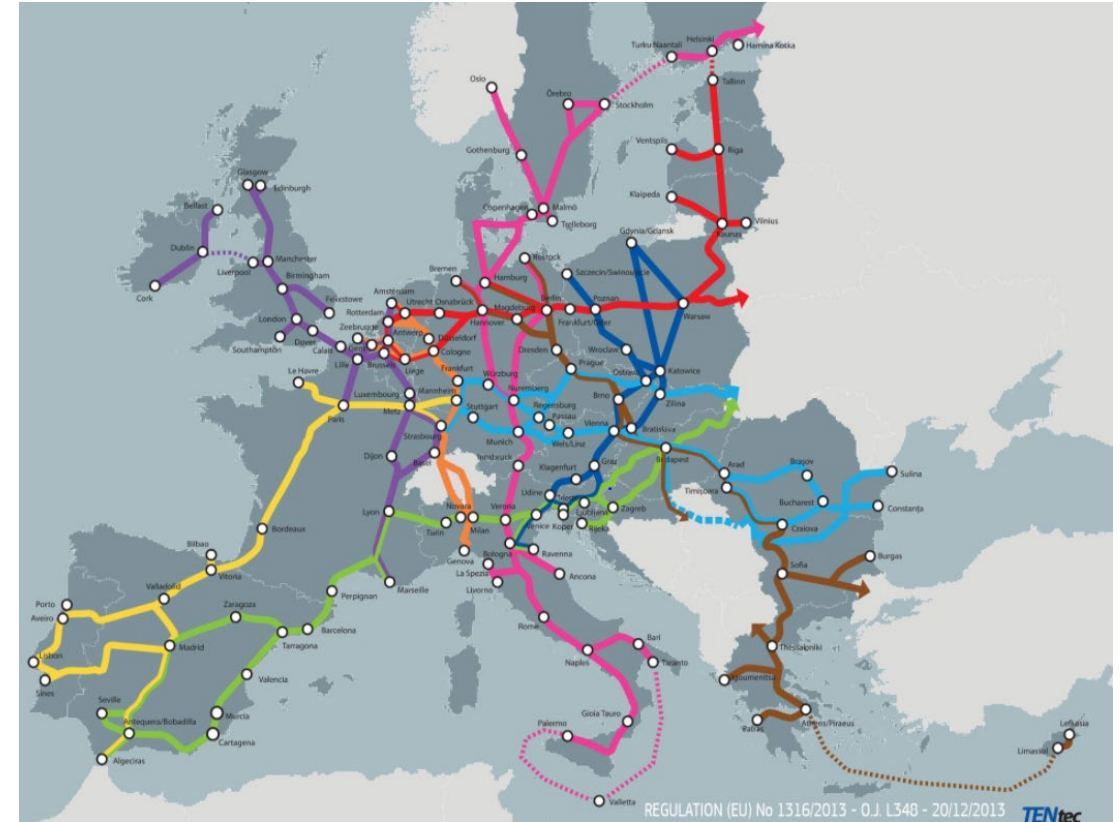 Helsinki
Turku Naantali
Hamina Kotka
Oslo
Tallinn
Örebro
Stockholm
Ventspils
Riga
Gothenburg
Glasgow
Edinburgh
Klaipeda
Belfast
Copenhagen
Malmö
Trelleborg
Vilnius
Kaunas
Gdynia/Gdansk
Dublin
Manchester
Liverpool
Rostock
Bremen
Hamburg
Szczecin/Swinoujscie
Cork
Birmingham
Felixstowe
Amsterdam
Rotterdam
Utrecht
Osnabrück
Magdeburg
Berlin
Poznan
London
Zeebrugge
Hannover
Frankfurt/Oder
Warsaw
Southampton
Dover
Calais
Antwerp
Düsseldorf
Cologne
Lille
Brussels
Liège
Dresden
Wroclaw
Prague
Katowice
Ostrava
Le Havre
Frankfurt
Würzburg
Luxembourg
Mannheim
Nuremberg
Brno
Zilina
Paris
Metz
Stuttgart
Regensburg
Passau
Strasbourg
Munich
Wels/Linz
Vienna
Bratislava
Dijon
Basel
Innsbruck
Klagenfurt
Graz
Budapest
Arad
Braşov
Sulina
Timişoara
Udine
Lyon
Novara
Verona
Ljubljana
Zagreb
Bucharest
Constanţa
Turin
Milan
Venice
Koper
Rijeka
Craiova
Bordeaux
Genova
Bologna
Ravenna
Bilbao
La Spezia
Ancona
Sofia
Burgas
Vitoria
Marseille
Livorno
Valladolid
Perpignan
Porto
Zaragoza
Aveiro
Barcelona
Rome
Bari
Madrid
Tarragona
Thessaloniki
Lisbon
Naples
Taranto
Sines
Valencia
Igoumenitsa
Seville
Antequera/Bobadilla
Murcia
Gioia Tauro
Patras
Athens/Piraeus
Palermo
Cartagena
Lefkosia
Limassol
Algeciras
Valletta
REGULATION (EU) No 1316/2013 - O.J. L348 - 20/12/2013
TENtec